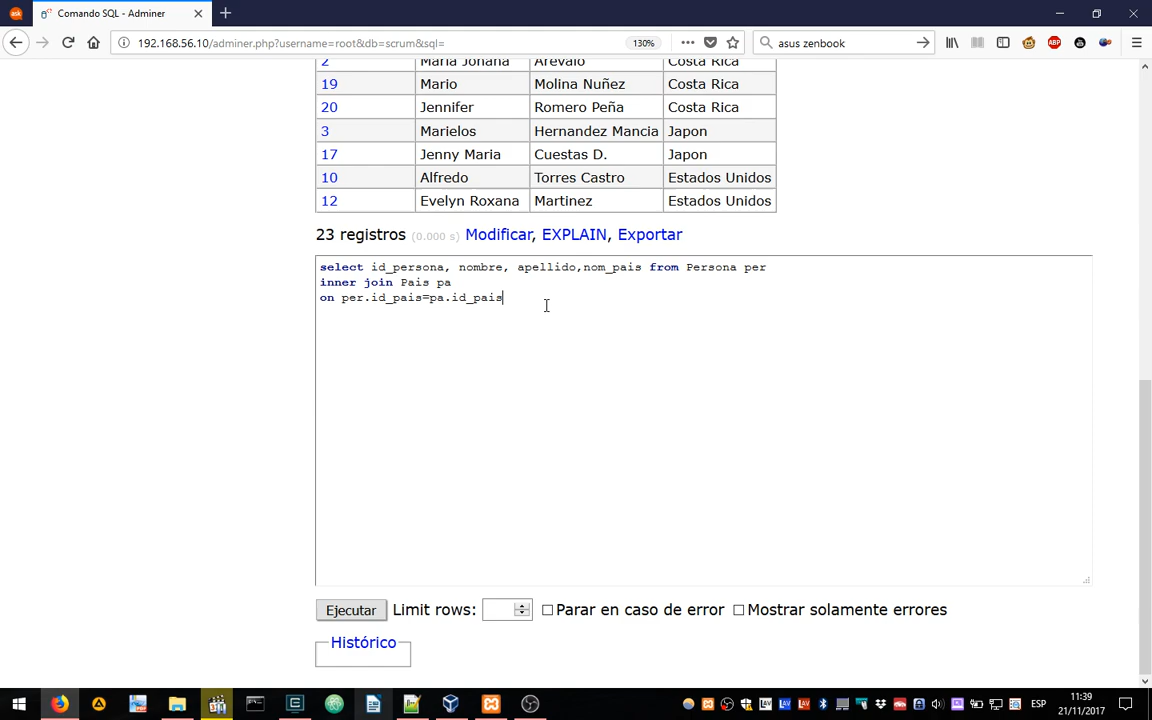 Comando SQL - Adminer
192.168.56.10/adminer.php?username=root&db=scrum&sql=
130%
asus zenbook
2 Maria Johana Arevalo Costa Rica
19 Mario Molina Nuñez Costa Rica
20 Jennifer Romero Peña Costa Rica
3 Marielos Hernandez Mancia Japon
17 Jenny Maria Cuestas D. Japon
10 Alfredo Torres Castro Estados Unidos
12 Evelyn Roxana Martinez Estados Unidos
23 registros (0.000 s) Modificar, EXPLAIN, Exportar
select id_persona, nombre, apellido,nom_pais from Persona per
inner join Pais pa
on per.id_pais=pa.id_pais
Ejecutar Limit rows: Parar en caso de error Mostrar solamente errores
Histórico
ESP
11:39
21/11/2017